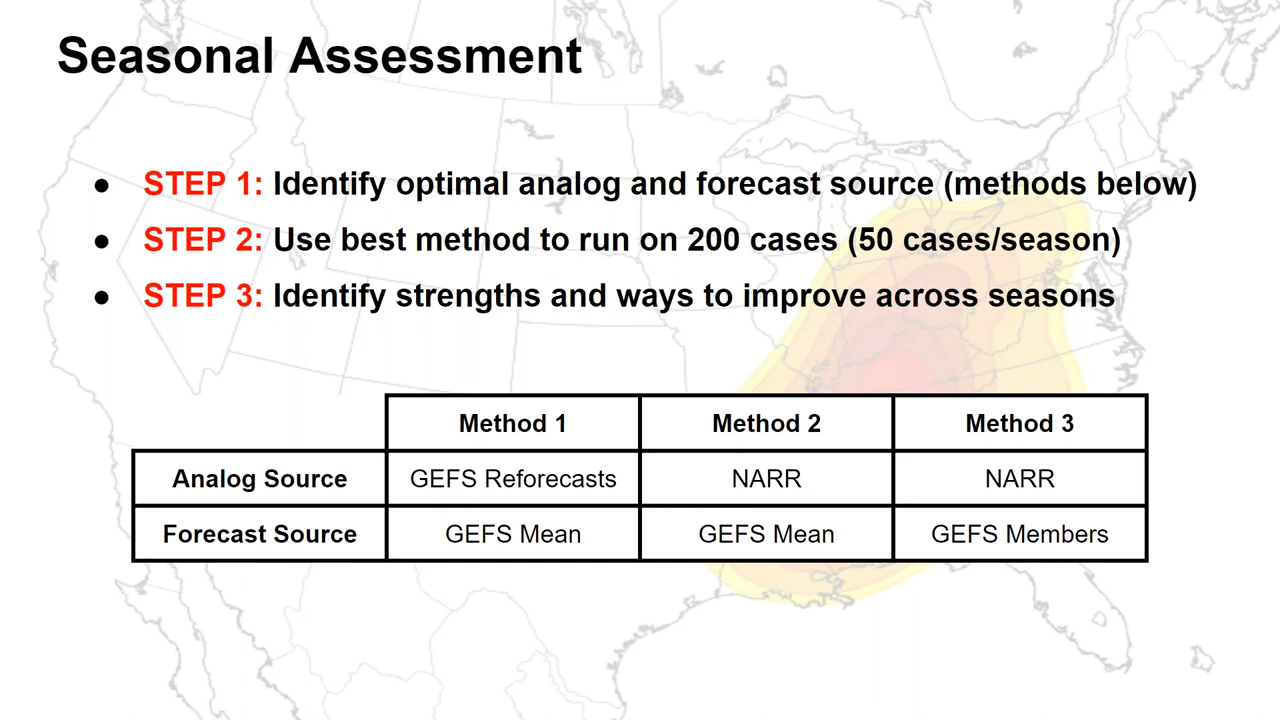 Seasonal Assessment
● STEP 1: Identify optimal analog and forecast source (methods below)
● STEP 2: Use best method to run on 200 cases (50 cases/season)
● STEP 3: Identify strengths and ways to improve across seasons
Method 1 Method 2 Method 3
Analog Source GEFS Reforecasts NARR NARR
Forecast Source GEFS Mean GEFS Mean GEFS Members